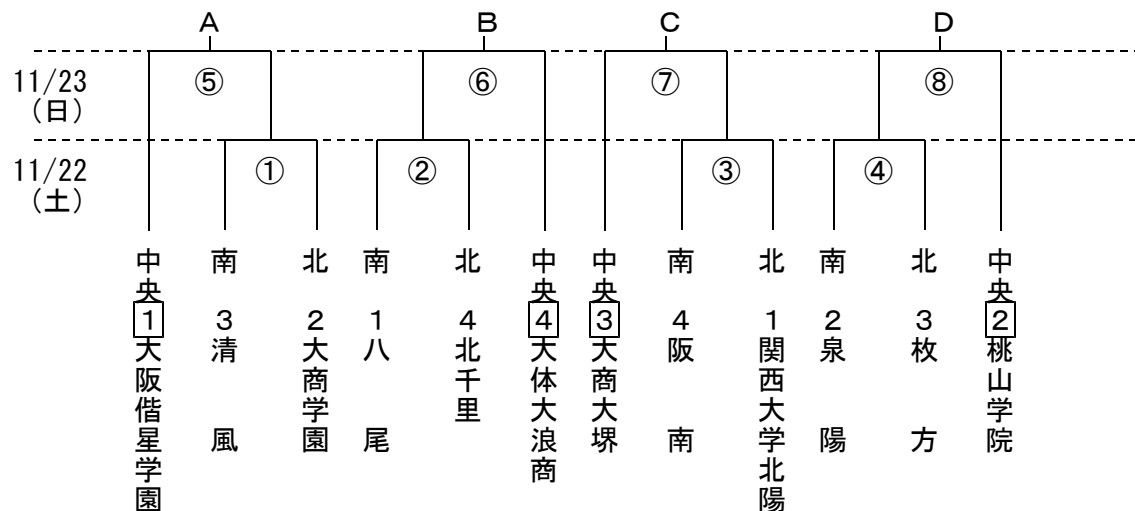 A B C D
11/23
(日)
⑤ ⑥ ⑦ ⑧
11/22
(土)
① ② ③ ④
中央1大阪偕星学園
南3清風
北2大商学園
南1八尾
北4北千里
中央4大体大浪商
中央3大商大堺
南4阪南
北1関西大学北陽
南2泉陽
北3枚方
中央2桃山学院